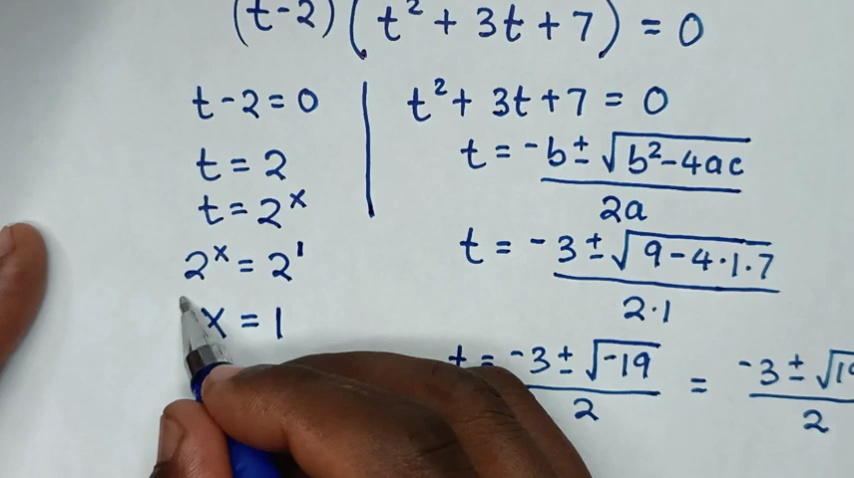 (t-2)(t² + 3t + 7) = 0
t-2=0
t = 2
t = 2ˣ
2ˣ = 2¹
x = 1
t² + 3t + 7 = 0
t = -b ± √(b²-4ac) / 2a
t = -3 ± √(9-4·1·7) / 2·1
t = -3 ± √(-19) / 2 = -3 ± √19 / 2